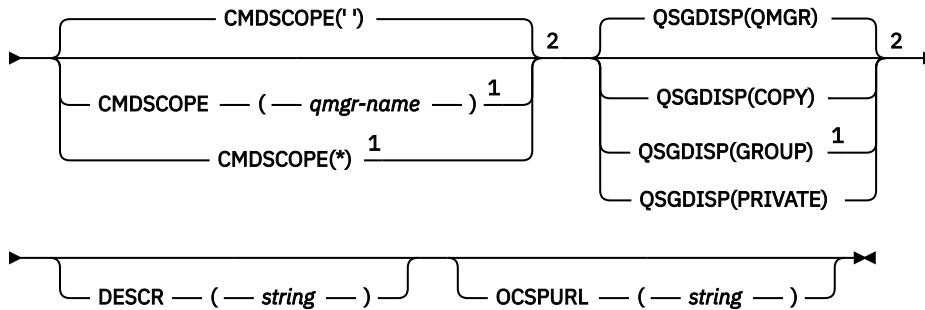 CMDSCOPE(' ')
2
CMDSCOPE ( qmgr-name ) 1
CMDSCOPE(*) 1
QSGDISP(QMGR)
2
QSGDISP(COPY)
QSGDISP(GROUP) 1
QSGDISP(PRIVATE)
DESCR ( string )
OCSPURL ( string )